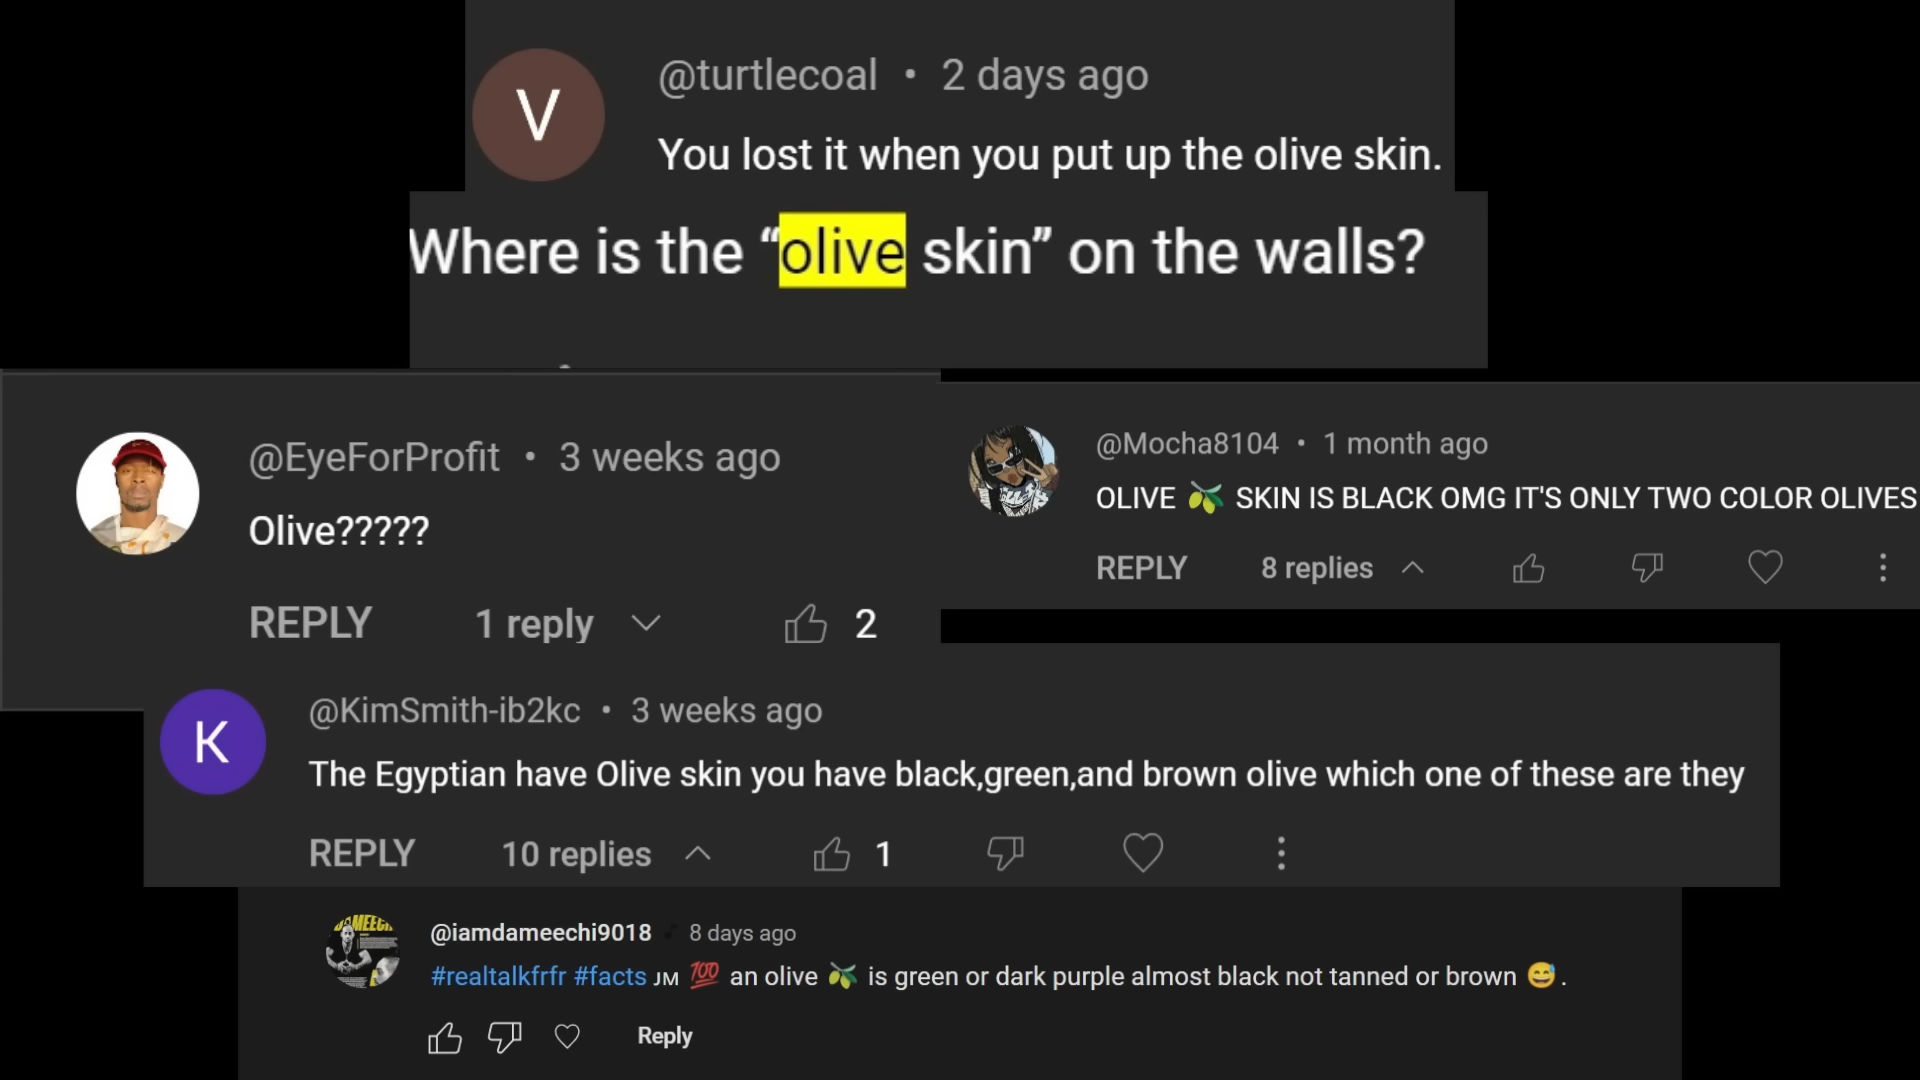 V
@turtlecoal • 2 days ago
You lost it when you put up the olive skin.
Where is the “olive skin” on the walls?
@EyeForProfit • 3 weeks ago
Olive?????
REPLY 1 reply 2
@Mocha8104 • 1 month ago
OLIVE 🫒 SKIN IS BLACK OMG IT'S ONLY TWO COLOR OLIVES
REPLY 8 replies
K
@KimSmith-ib2kc • 3 weeks ago
The Egyptian have Olive skin you have black,green,and brown olive which one of these are they
REPLY 10 replies 1
@iamdameechi9018 8 days ago
#realtalkfrfr #facts JM 💯 an olive 🫒 is green or dark purple almost black not tanned or brown 😅.
Reply